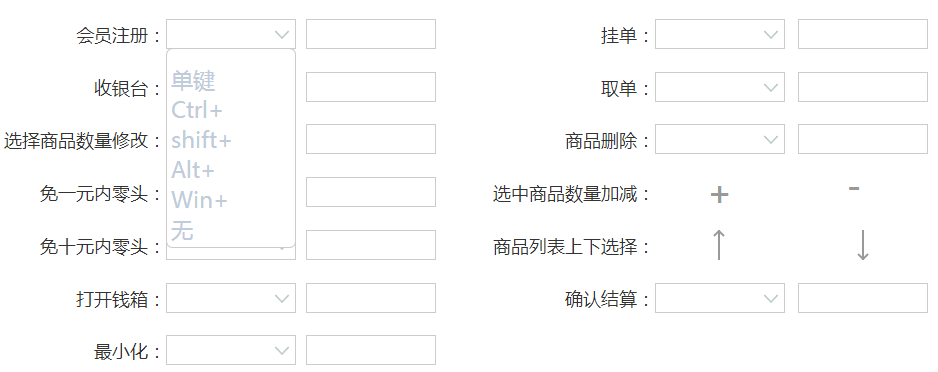 会员注册：
单键
Ctrl+
shift+
Alt+
Win+
无
收银台：
选择商品数量修改：
免一元内零头：
免十元内零头：
打开钱箱：
最小化：
挂单：
取单：
商品删除：
选中商品数量加减：
+ -
商品列表上下选择：
↑ ↓
确认结算：